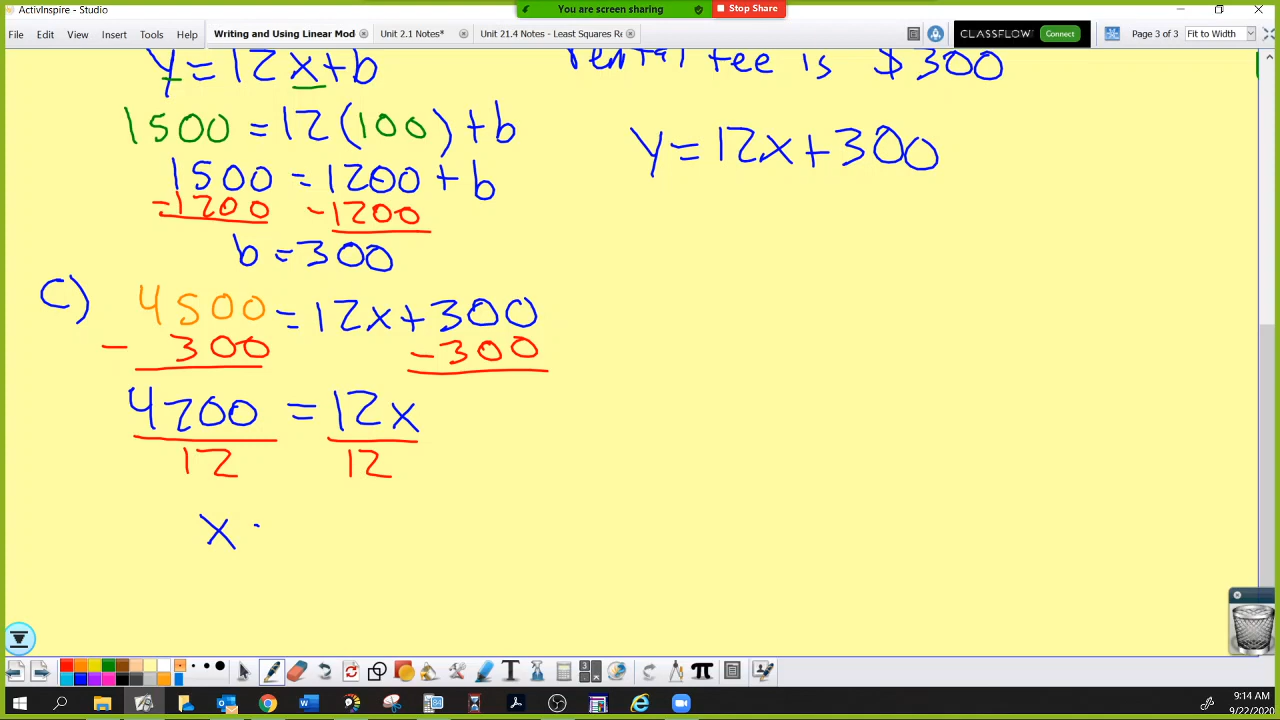 ActivInspire - Studio
You are screen sharing
Stop Share
File Edit View Insert Tools Help
Writing and Using Linear Mod
Unit 2.1 Notes*
Unit 21.4 Notes - Least Squares Re
CLASSFLOW Connect
Page 3 of 3
Fit to Width
y = 12x + b
rental fee is $300
1500 = 12(100) + b
y = 12x + 300
1500 = 1200 + b
-1200 -1200
b = 300
C) 4500 = 12x + 300
- 300 -300
4200 = 12x
12 12
x
9:14 AM
9/22/2020